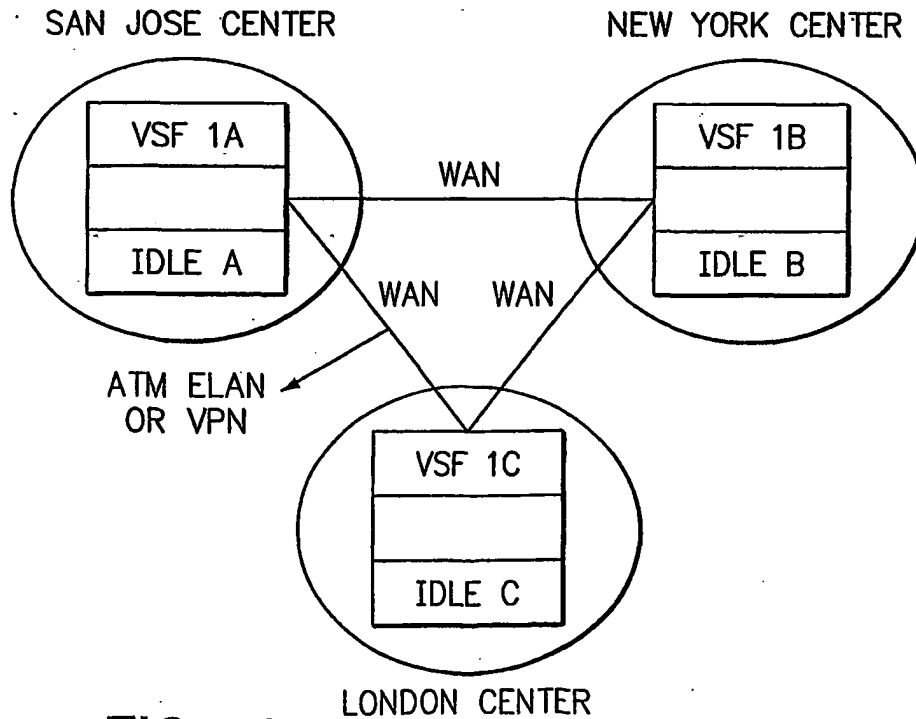 SAN JOSE CENTER
NEW YORK CENTER
VSF 1A
IDLE A
VSF 1B
IDLE B
WAN
WAN
WAN
ATM ELAN
OR VPN
VSF 1C
IDLE C
LONDON CENTER